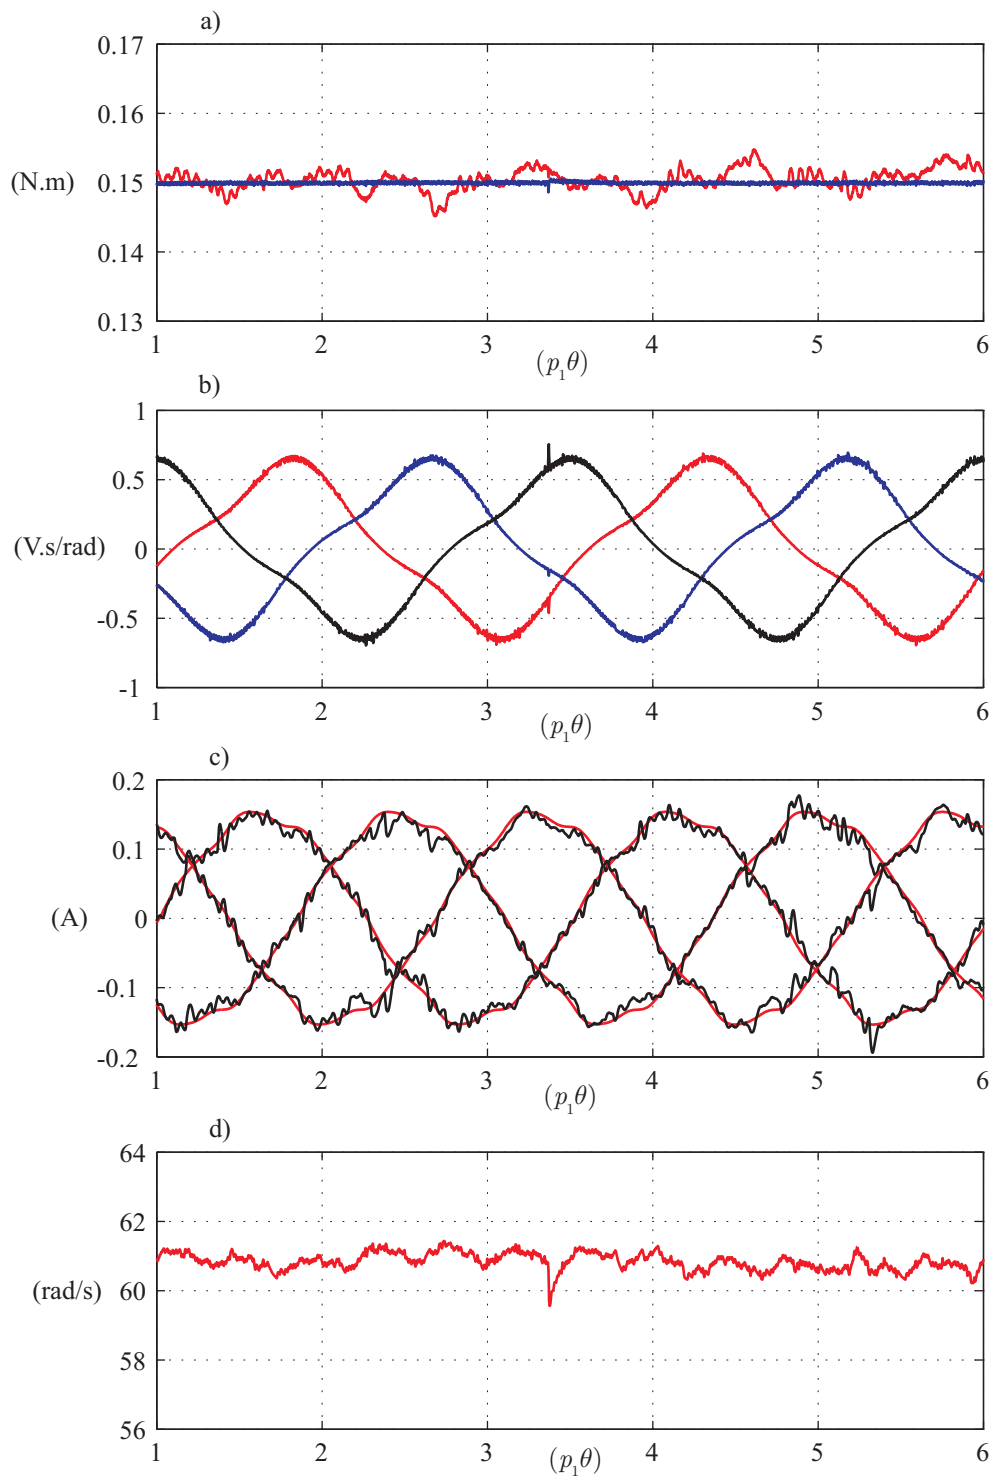 a)
0.17
0.16
(N.m)
0.15
0.14
0.13
1 2 3 4 5 6
(p₁θ)
b)
1
0.5
(V.s/rad)
0
-0.5
-1
1 2 3 4 5 6
(p₁θ)
c)
0.2
0.1
(A)
0
-0.1
-0.2
1 2 3 4 5 6
(p₁θ)
d)
64
62
(rad/s)
60
58
56
1 2 3 4 5 6
(p₁θ)